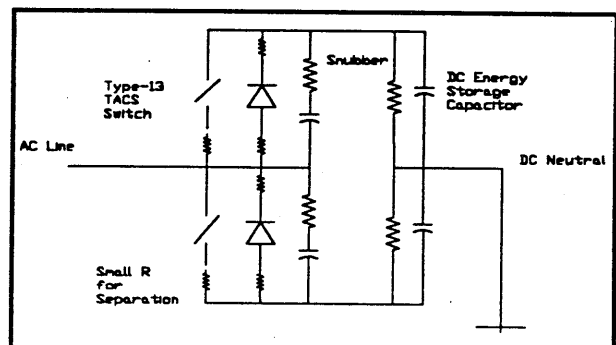 Snubber
DC Energy
Storage
Capacitor
Type-13
TACS
Switch
AC Line
DC Neutral
Small R
for
Separation